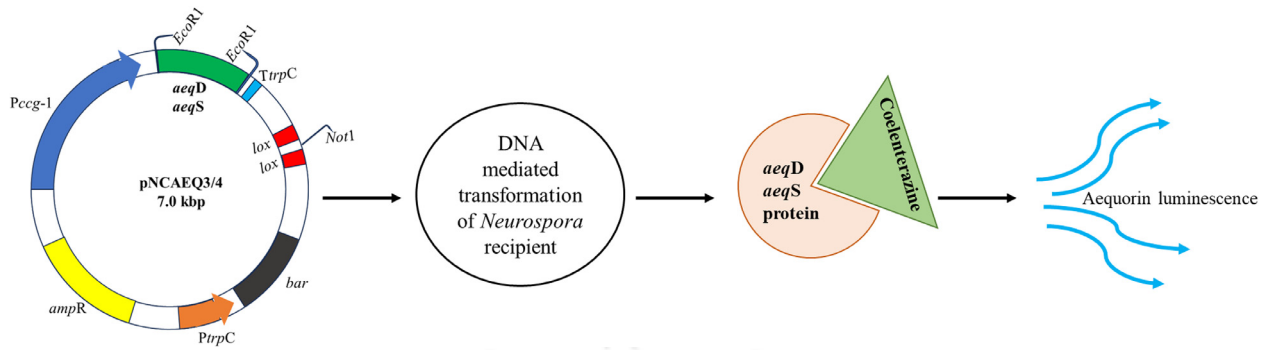 EcoR1
EcoR1
TtrpC
Pccg-1
aeqD
aeqS
Not1
lox
lox
pNCAEQ3/4
7.0 kbp
bar
ampR
PtrpC
DNA
mediated
transformation
of Neurospora
recipient
aeqD
aeqS
protein
Coelenterazine
Aequorin luminescence